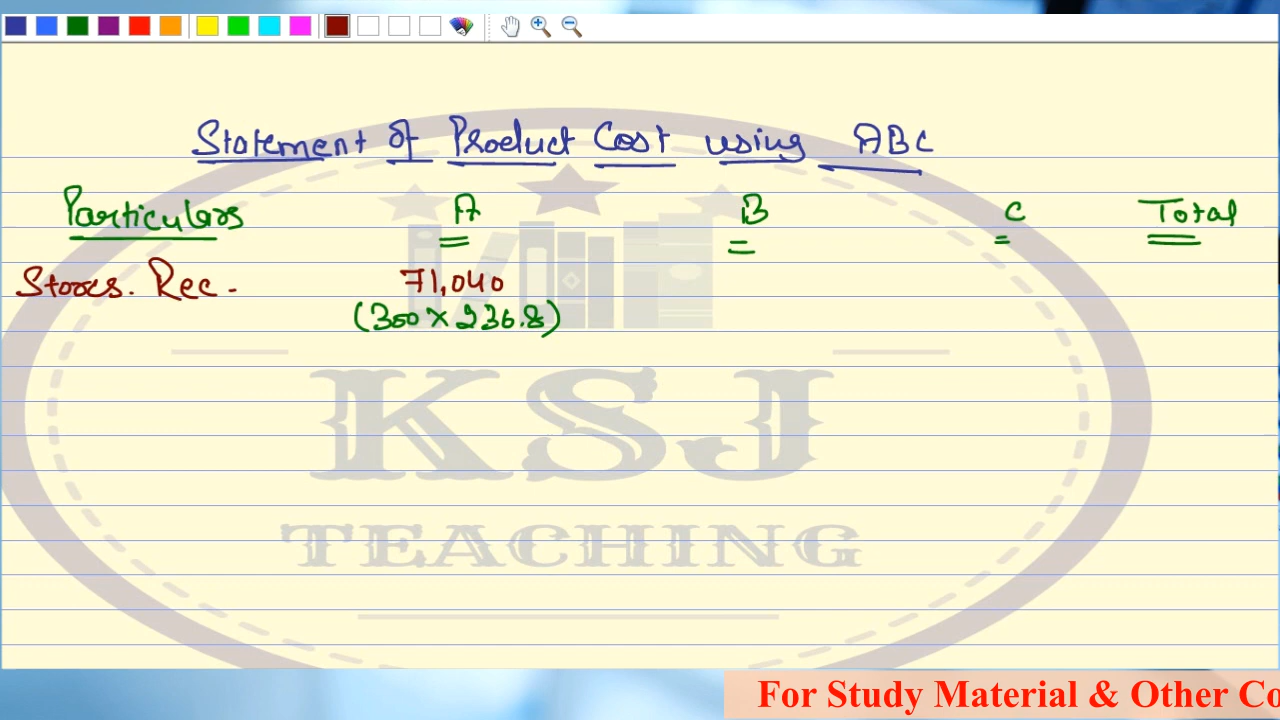 Statement of Product Cost using ABC
Particulars A B C Total
Stores. Rec. 71,040
(300 × 236.8)
KSJ
TEACHING
For Study Material & Other Co